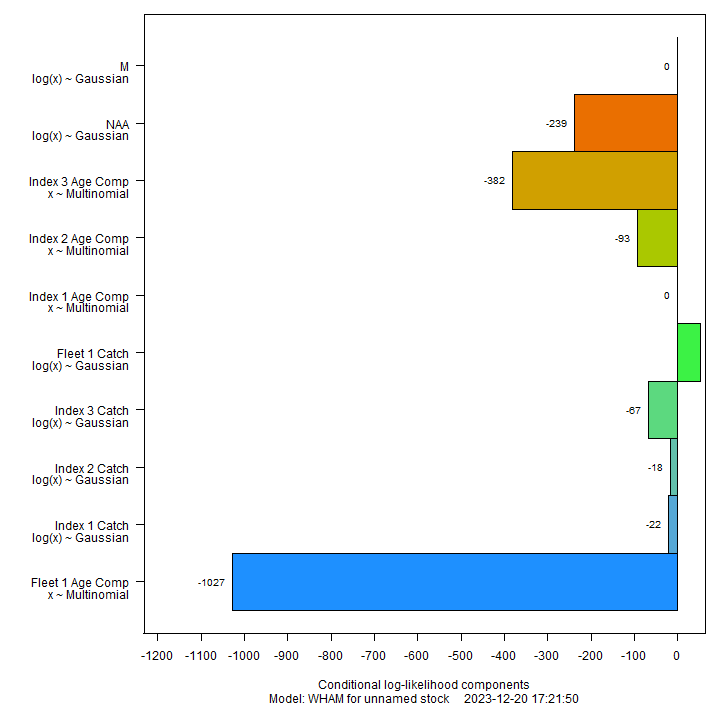 M
log(x) ~ Gaussian
0
NAA
log(x) ~ Gaussian
-239
Index 3 Age Comp
x ~ Multinomial
-382
Index 2 Age Comp
x ~ Multinomial
-93
Index 1 Age Comp
x ~ Multinomial
0
Fleet 1 Catch
log(x) ~ Gaussian
Index 3 Catch
log(x) ~ Gaussian
-67
Index 2 Catch
log(x) ~ Gaussian
-18
Index 1 Catch
log(x) ~ Gaussian
-22
Fleet 1 Age Comp
x ~ Multinomial
-1027
-1200 -1100 -1000 -900 -800 -700 -600 -500 -400 -300 -200 -100 0
Conditional log-likelihood components
Model: WHAM for unnamed stock 2023-12-20 17:21:50